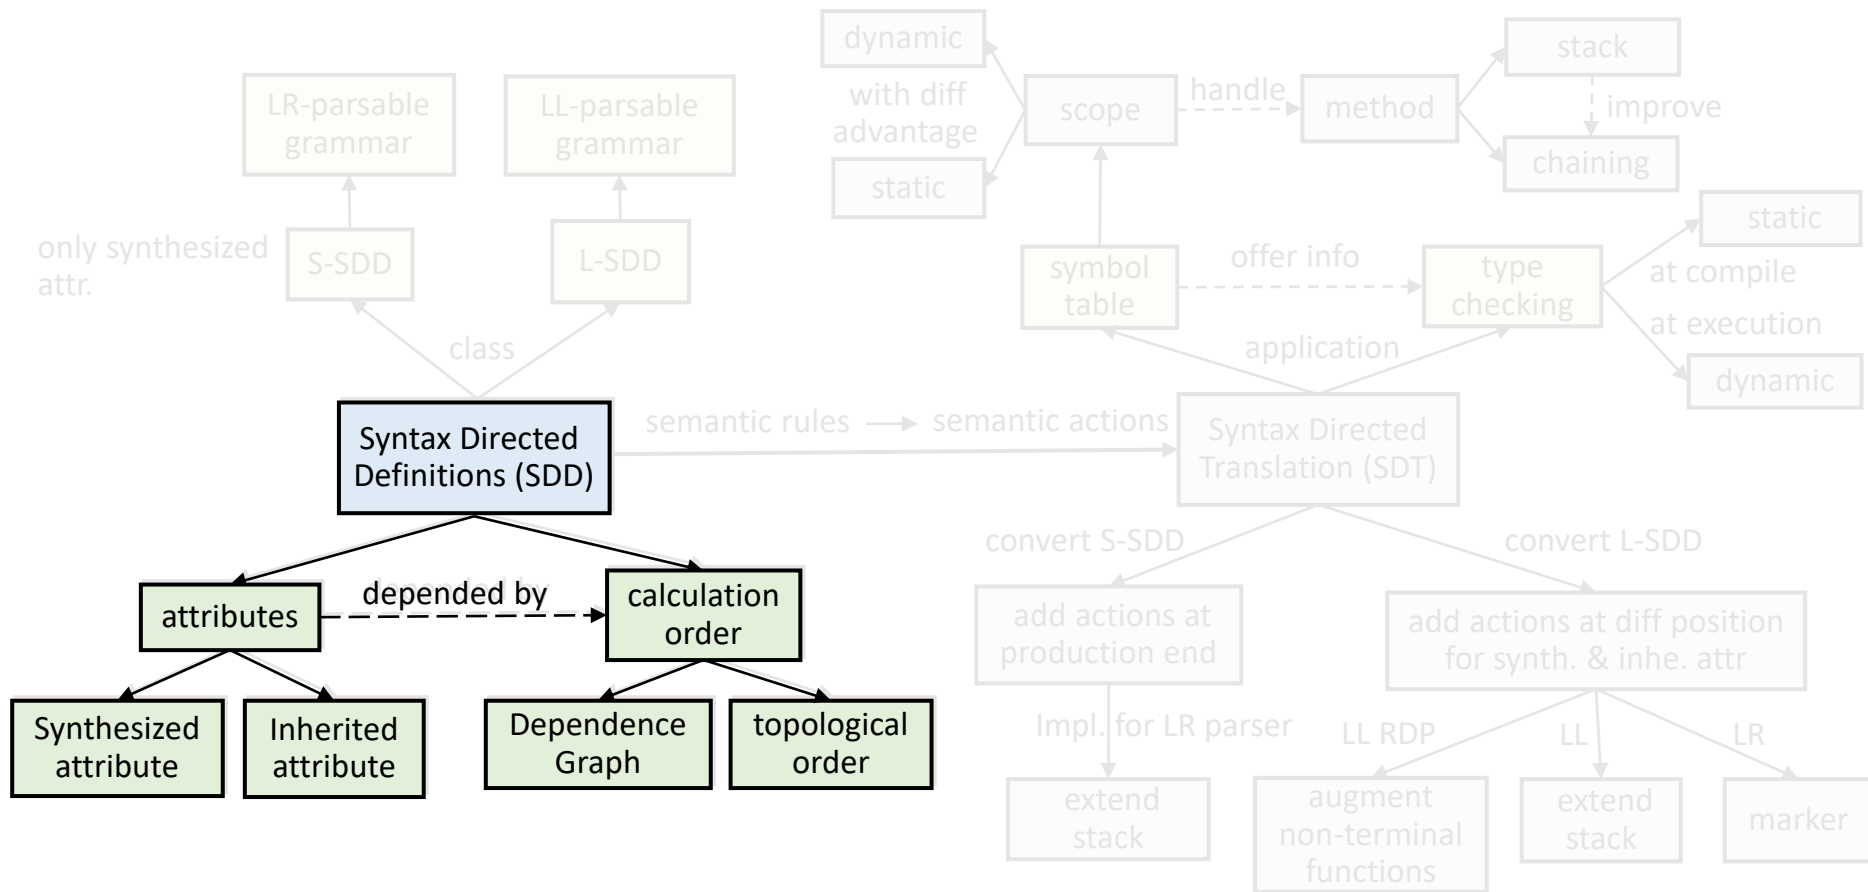 dynamic
stack
LR-parsable
grammar
LL-parsable
grammar
with diff
advantage
scope
handle
method
improve
static
chaining
static
only synthesized
attr.
S-SDD
L-SDD
symbol
table
offer info
type
checking
at compile
at execution
class
application
dynamic
Syntax Directed
Definitions (SDD)
semantic rules
semantic actions
Syntax Directed
Translation (SDT)
convert S-SDD
convert L-SDD
attributes
depended by
calculation
order
add actions at
production end
add actions at diff position
for synth. & inhe. attr
Synthesized
attribute
Inherited
attribute
Dependence
Graph
topological
order
Impl. for LR parser
LL RDP
LL
LR
extend
stack
augment
non-terminal
functions
extend
stack
marker